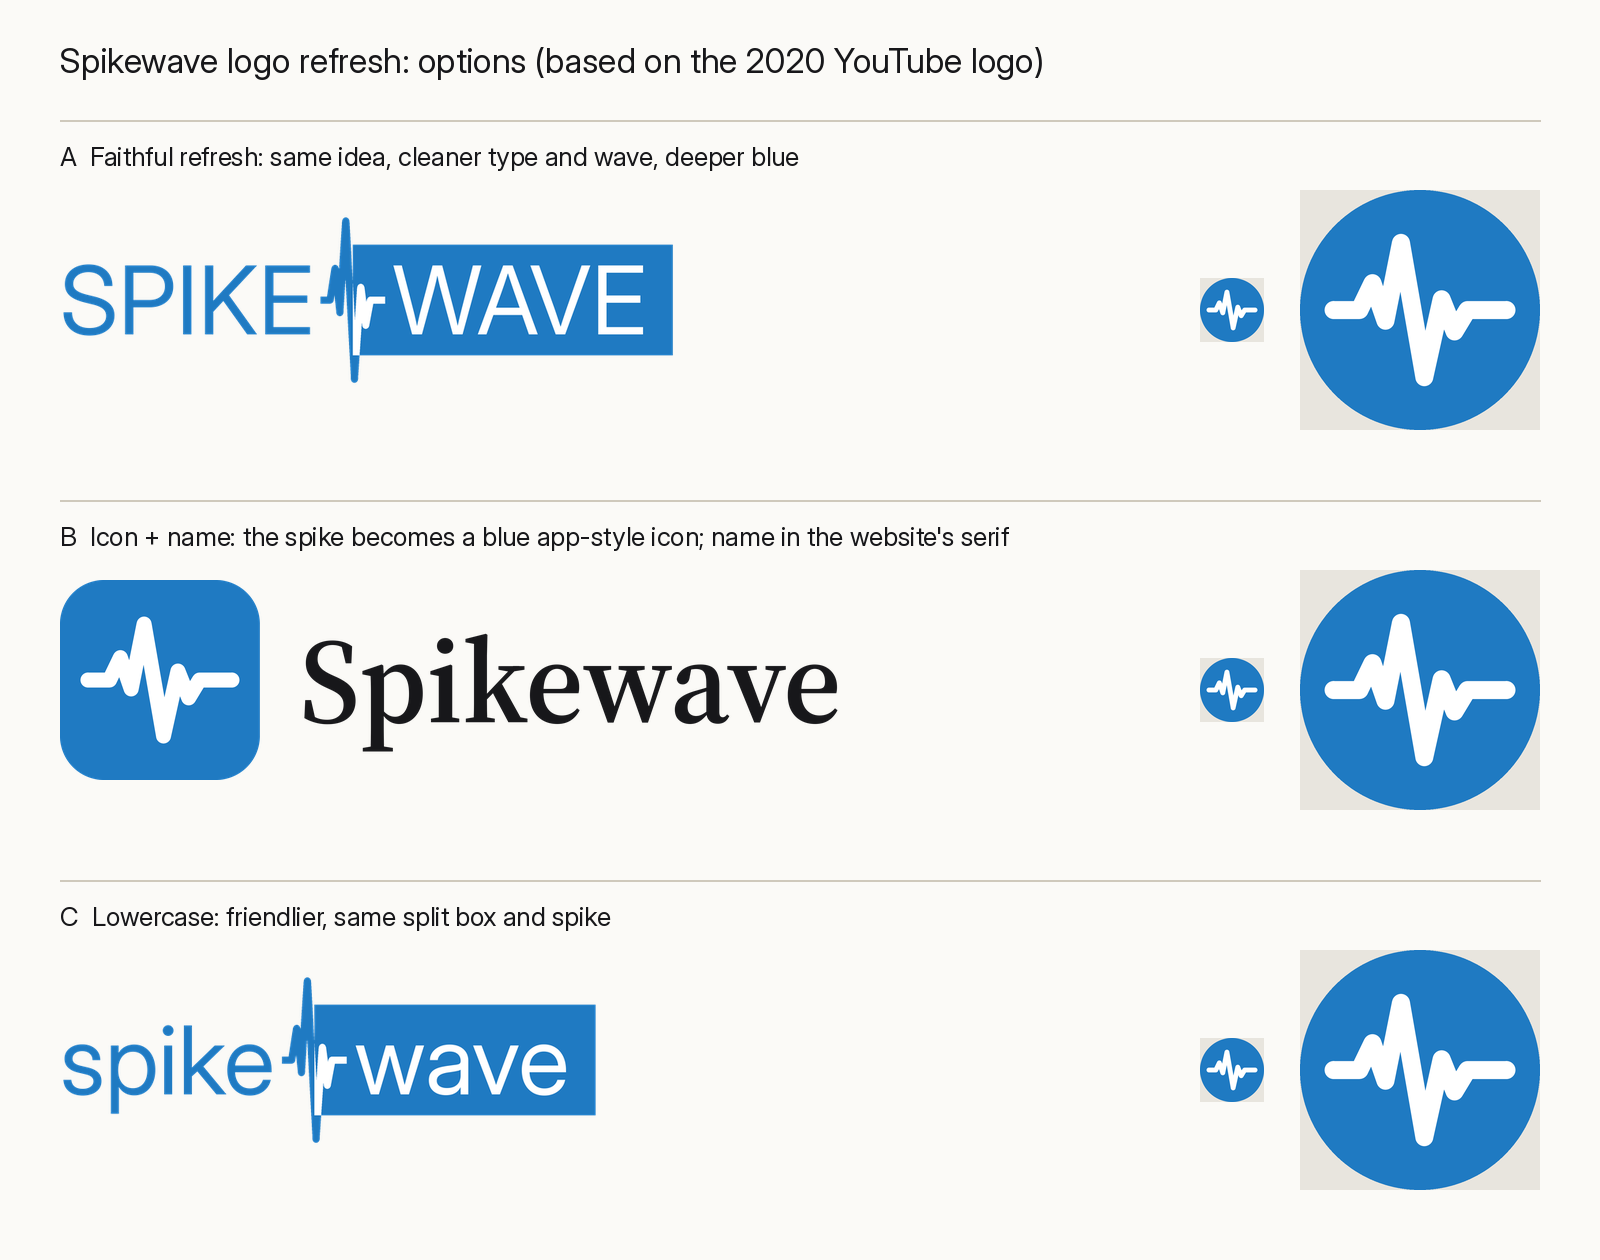 Spikewave logo refresh: options (based on the 2020 YouTube logo)
A Faithful refresh: same idea, cleaner type and wave, deeper blue
SPIKE WAVE
B Icon + name: the spike becomes a blue app-style icon; name in the website's serif
Spikewave
C Lowercase: friendlier, same split box and spike
spike wave